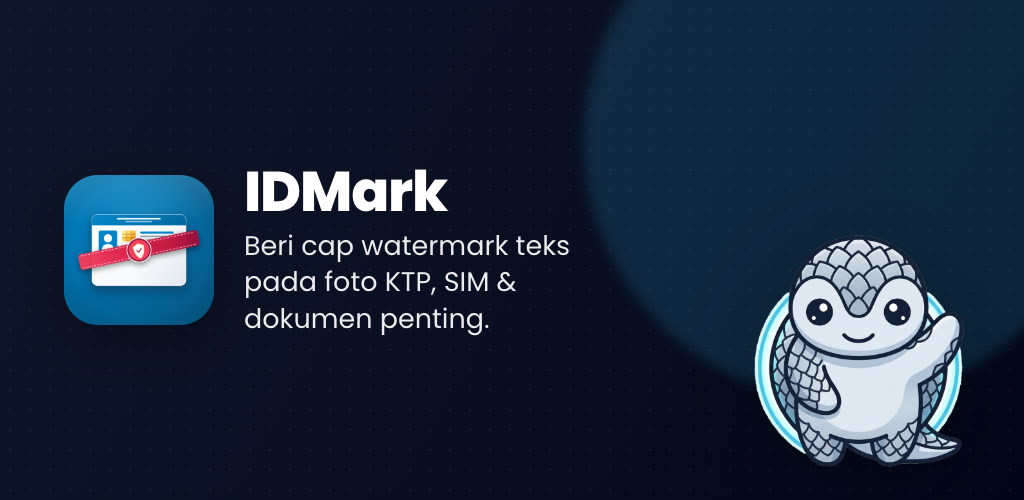 IDMark
Beri cap watermark teks
pada foto KTP, SIM &
dokumen penting.